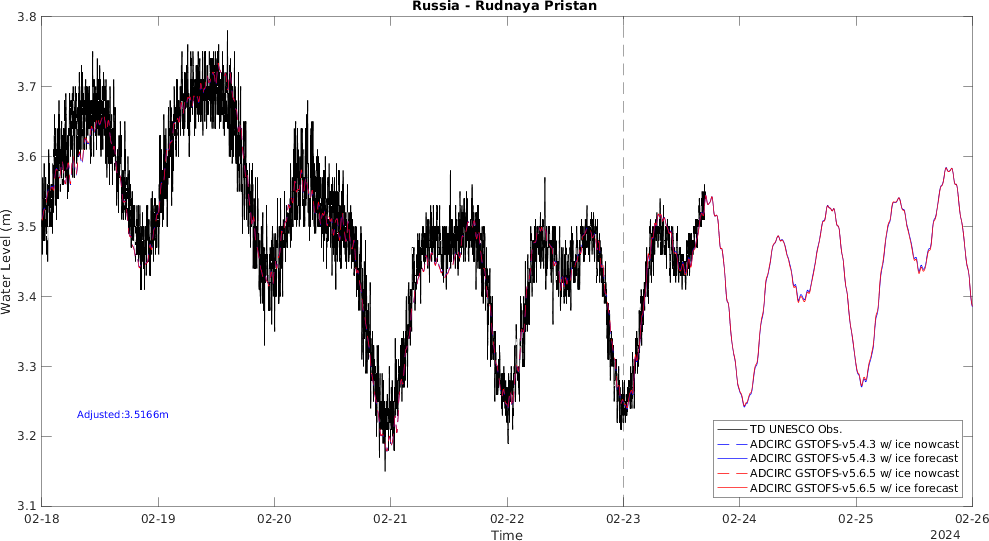 Russia - Rudnaya Pristan
3.8
3.7
3.6
3.5
3.4
3.3
3.2
3.1
Water Level (m)
Adjusted:3.5166m
TD UNESCO Obs.
ADCIRC GSTOFS-v5.4.3 w/ ice nowcast
ADCIRC GSTOFS-v5.4.3 w/ ice forecast
ADCIRC GSTOFS-v5.6.5 w/ ice nowcast
ADCIRC GSTOFS-v5.6.5 w/ ice forecast
02-18 02-19 02-20 02-21 02-22 02-23 02-24 02-25 02-26
Time
2024